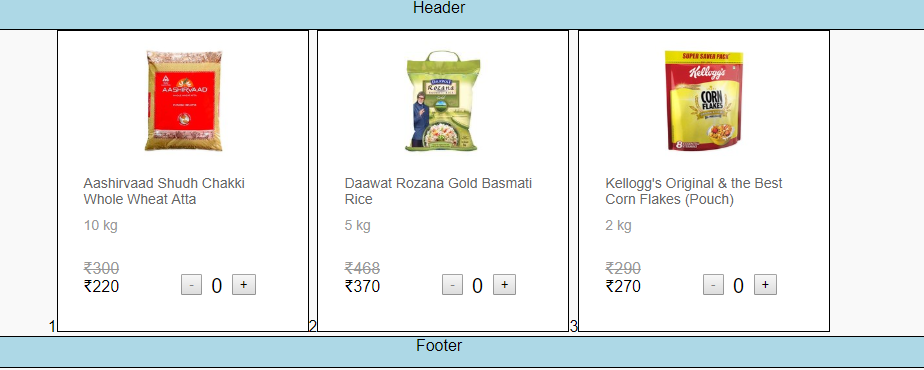 Header
AASHIRVAAD
DAAWAT
Rozana
Aashirvaad Shudh Chakki
Whole Wheat Atta
10 kg
₹300
₹220
- 0 +
1
SUPER SAVER PACK
Kellogg's
CORN
FLAKES
Daawat Rozana Gold Basmati
Rice
5 kg
₹468
₹370
- 0 +
2
Kellogg's Original & the Best
Corn Flakes (Pouch)
2 kg
₹290
₹270
- 0 +
3
Footer